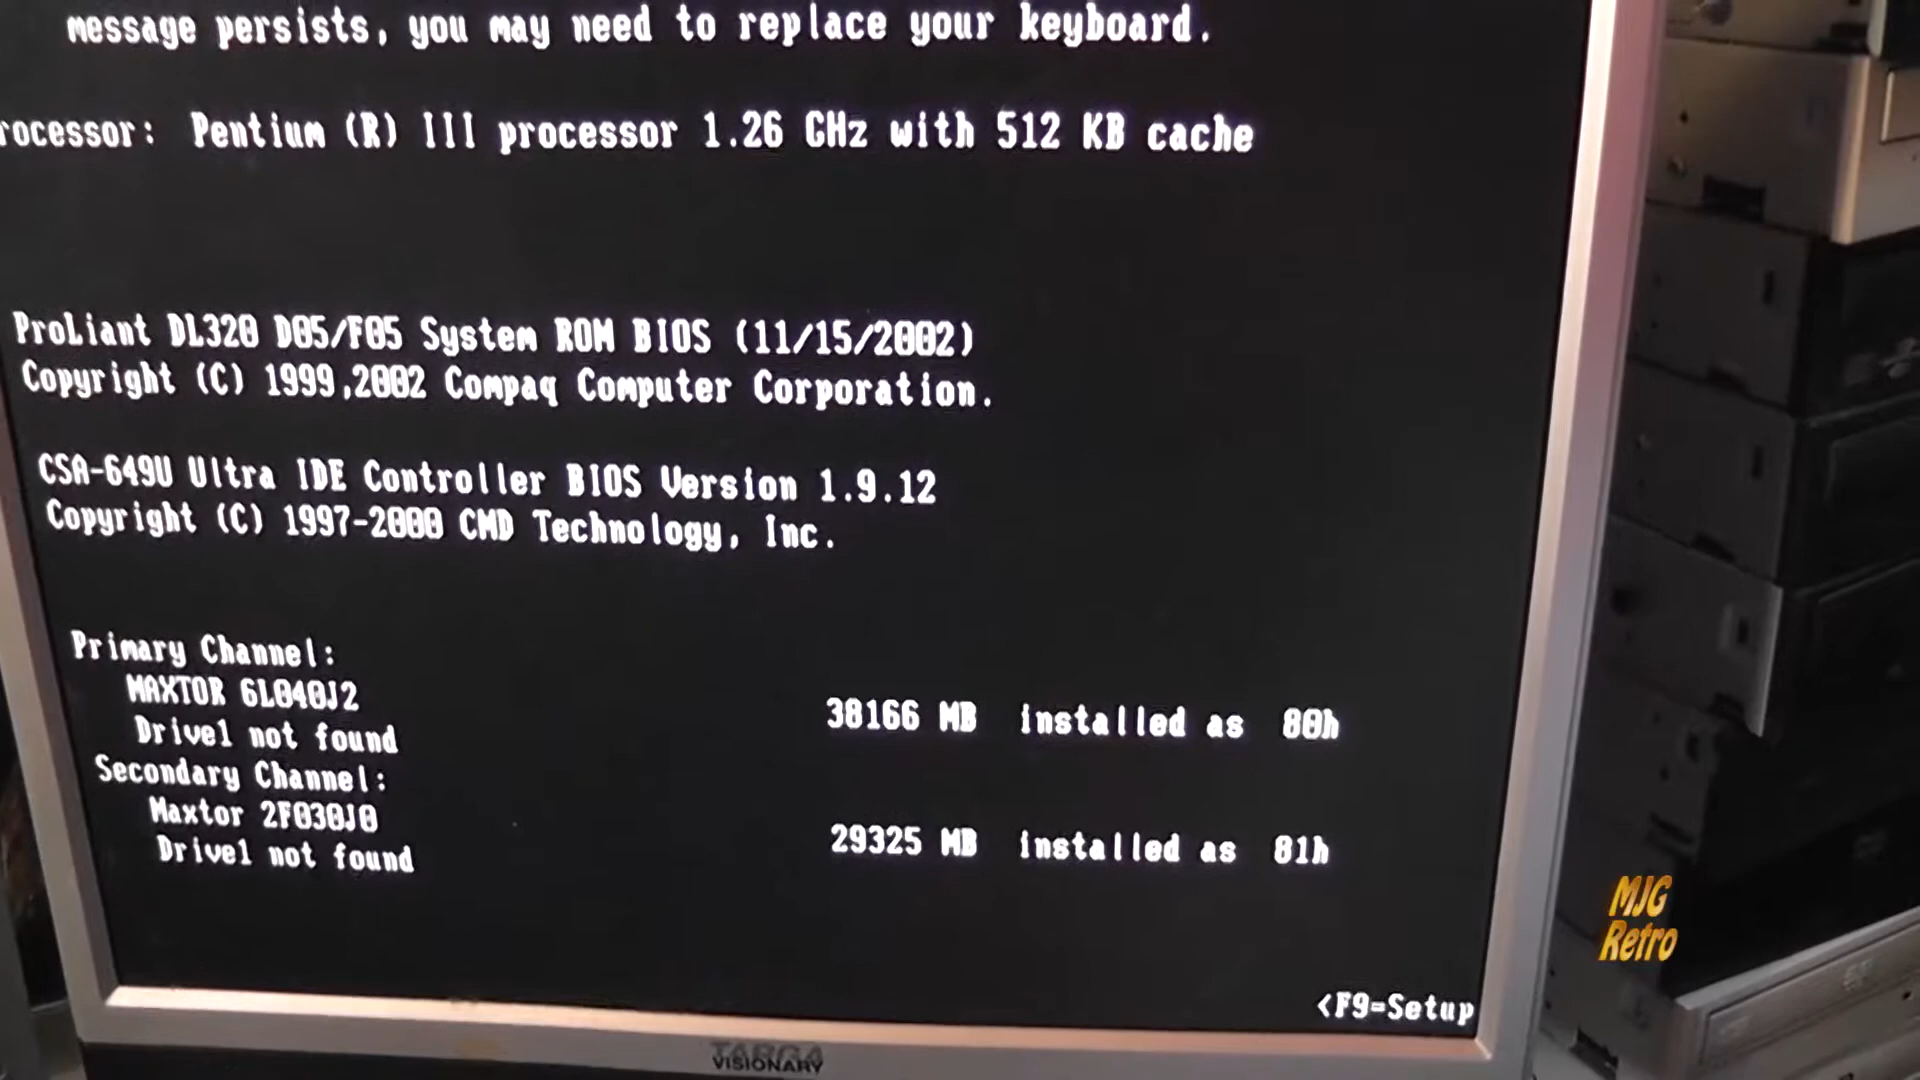 message persists, you may need to replace your keyboard.
rocessor: Pentium (R) III processor 1.26 GHz with 512 KB cache
ProLiant DL320 D05/F05 System ROM BIOS (11/15/2002)
Copyright (C) 1999,2002 Compaq Computer Corporation.
CSA-649U Ultra IDE Controller BIOS Version 1.9.12
Copyright (C) 1997-2000 CMD Technology, Inc.
Primary Channel:
MAXTOR 6L040J2 38166 MB installed as 80h
Drive1 not found
Secondary Channel:
Maxtor 2F030J0 29325 MB installed as 81h
Drive1 not found
<F9=Setup
TARGA
VISIONARY
MJG
Retro